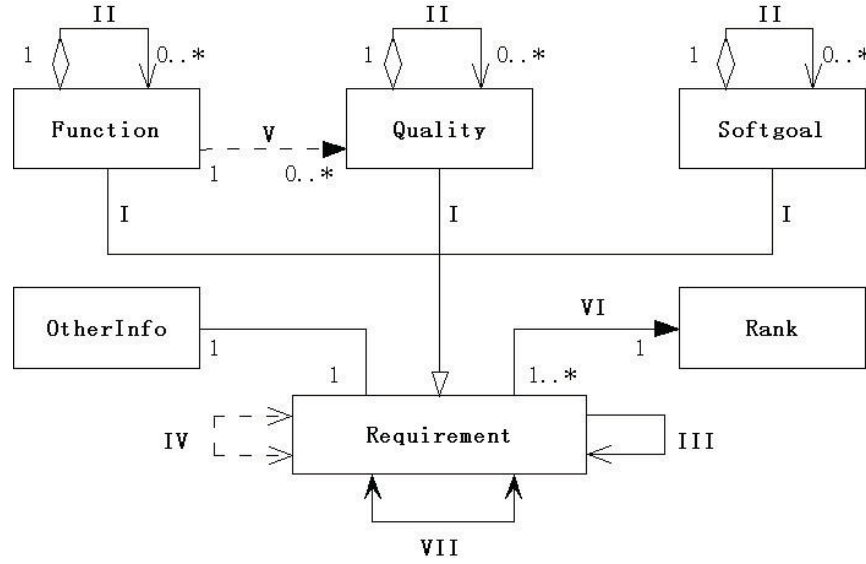 II II II
1 0..* 1 0..* 1 0..*
Function Quality Softgoal
V
1 0..*
I I I
OtherInfo VI Rank
1 1
1 1..*
IV Requirement III
VII